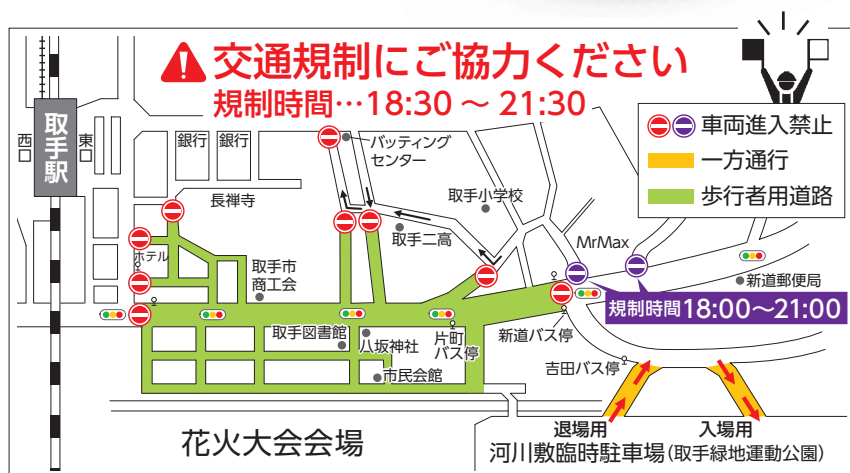 交通規制にご協力ください
規制時間…18:30 ～ 21:30
車両進入禁止
一方通行
歩行者用道路
西口
取手駅
東口
銀行
銀行
バッティング
センター
長禅寺
取手小学校
取手二高
MrMax
ホテル
取手市
商工会
新道郵便局
規制時間18:00～21:00
取手図書館
八坂神社
片町
バス停
新道バス停
吉田バス停
市民会館
花火大会会場
退場用
入場用
河川敷臨時駐車場(取手緑地運動公園)